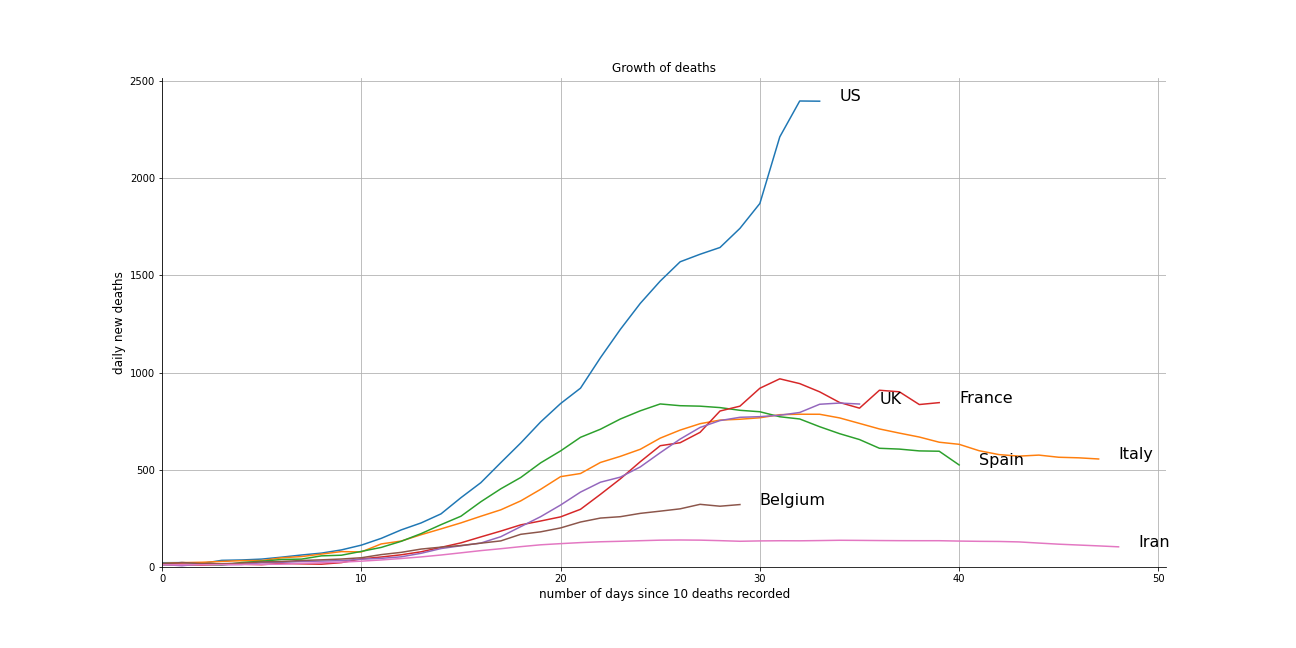 Growth of deaths
2500
2000
1500
1000
500
0
daily new deaths
US
UK
France
Italy
Spain
Belgium
Iran
0 10 20 30 40 50
number of days since 10 deaths recorded